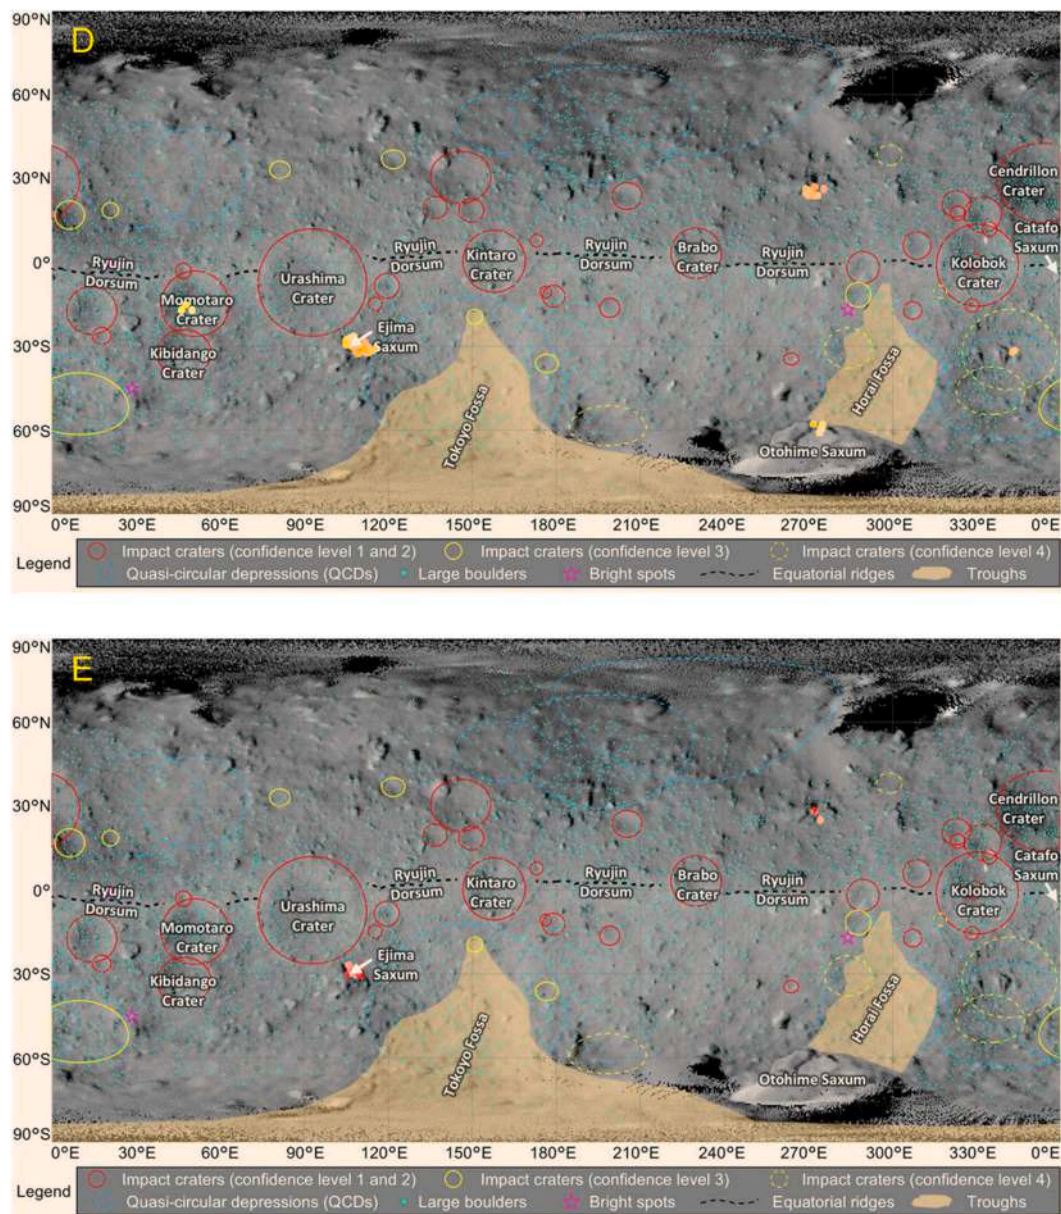 90°N
D
60°N
30°N
Cendrillon
Crater
Catafo
Saxum
0°
Ryujin
Dorsum
Urashima
Crater
Ryujin
Dorsum
Kintaro
Crater
Ryujin
Dorsum
Brabo
Crater
Ryujin
Dorsum
Kolobok
Crater
Momotaro
Crater
Kibidango
Crater
Ejima
Saxum
30°S
Tokoyo Fossa
Horai Fossa
Otohime Saxum
60°S
90°S
0°E 30°E 90°E 120°E 150°E 180°E 210°E 240°E 270°E 300°E 330°E 0°E
Legend
Impact craters (confidence level 1 and 2) Impact craters (confidence level 3) Impact craters (confidence level 4)
Quasi-circular depressions (QCDs) Large boulders Bright spots Equatorial ridges Troughs
90°N
E
60°N
30°N
Cendrillon
Crater
Catafo
Saxum
0°
Ryujin
Dorsum
Urashima
Crater
Ryujin
Dorsum
Kintaro
Crater
Ryujin
Dorsum
Brabo
Crater
Ryujin
Dorsum
Kolobok
Crater
Momotaro
Crater
Kibidango
Crater
Ejima
Saxum
30°S
Tokoyo Fossa
Horai Fossa
Otohime Saxum
60°S
90°S
0°E 30°E 90°E 120°E 150°E 180°E 210°E 240°E 270°E 300°E 330°E 0°E
Legend
Impact craters (confidence level 1 and 2) Impact craters (confidence level 3) Impact craters (confidence level 4)
Quasi-circular depressions (QCDs) Large boulders Bright spots Equatorial ridges Troughs